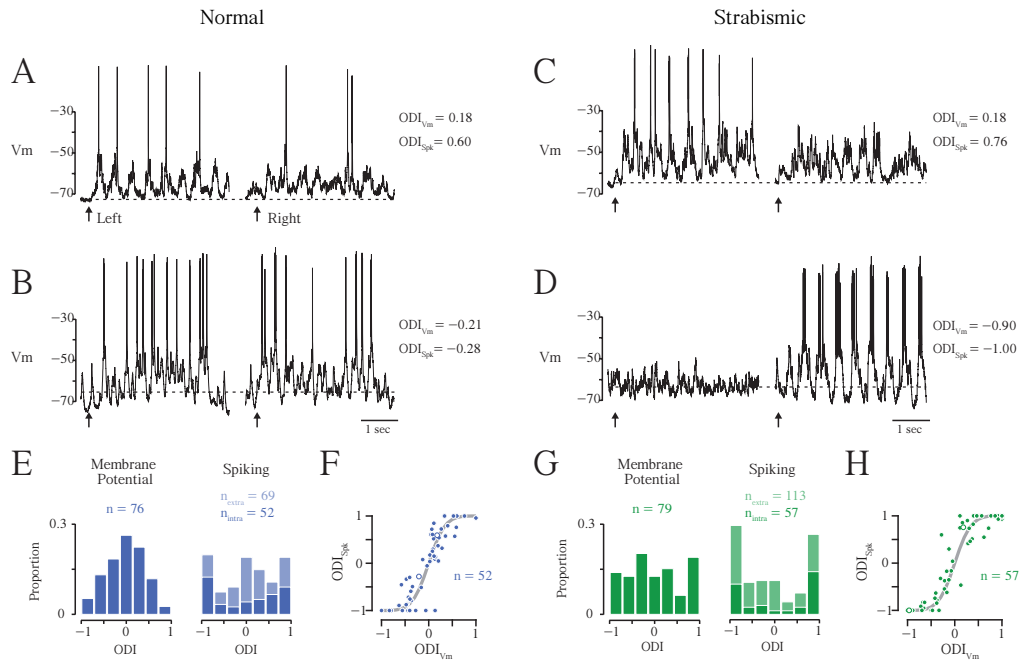 Normal
Strabismic
A
Vm
−30
−50
−70
Left
Right
ODI_Vm = 0.18
ODI_Spk = 0.60
C
Vm
−30
−50
−70
ODI_Vm = 0.18
ODI_Spk = 0.76
B
Vm
−30
−50
−70
ODI_Vm = −0.21
ODI_Spk = −0.28
1 sec
D
Vm
−30
−50
−70
ODI_Vm = −0.90
ODI_Spk = −1.00
1 sec
E
Membrane
Potential
n = 76
Proportion
0.3
0
−1 0 1
ODI
Spiking
n_extra = 69
n_intra = 52
−1 0 1
ODI
F
ODI_Spk
1
0
−1
n = 52
−1 0 1
ODI_Vm
G
Membrane
Potential
n = 79
Proportion
0.3
0
−1 0 1
ODI
Spiking
n_extra = 113
n_intra = 57
−1 0 1
ODI
H
ODI_Spk
1
0
−1
n = 57
−1 0 1
ODI_Vm